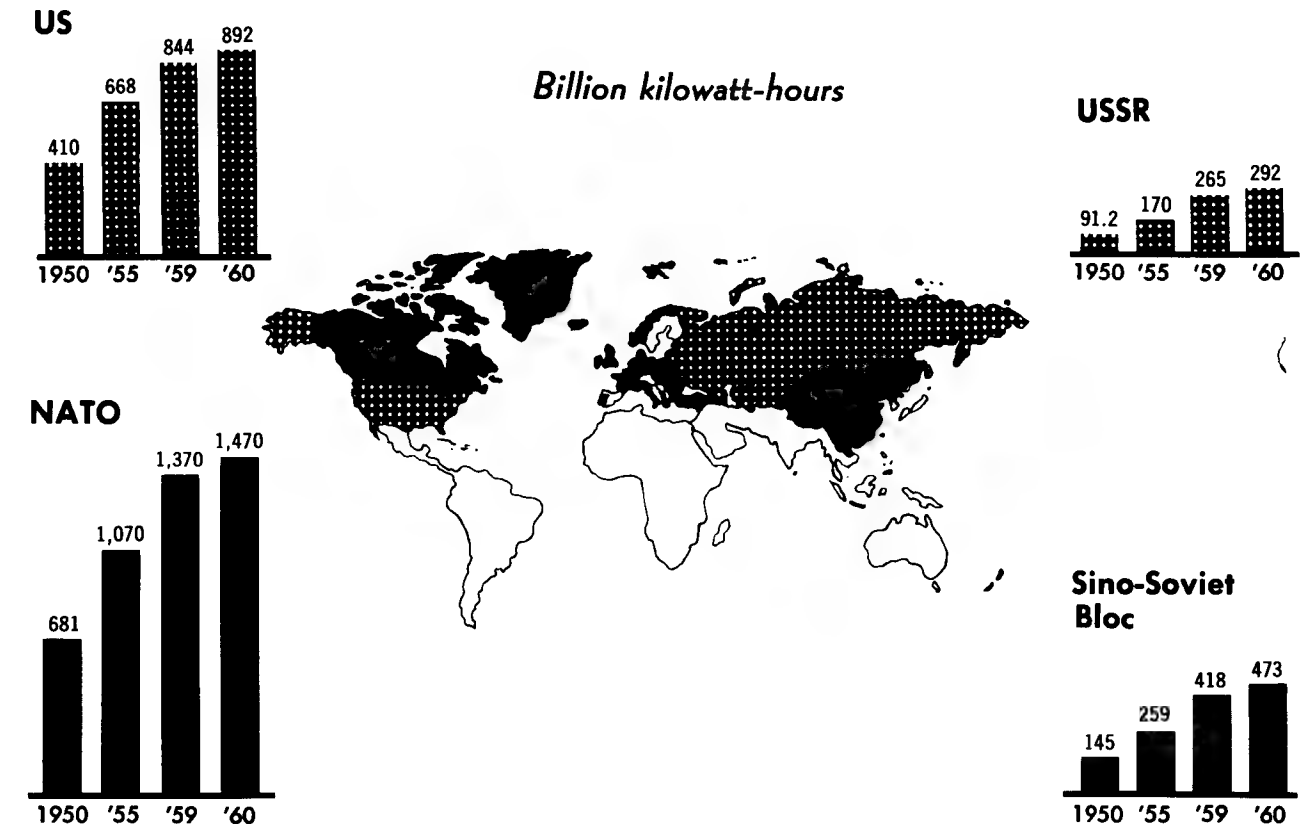 US
410
668
844
892
1950 '55 '59 '60
Billion kilowatt-hours
USSR
91.2
170
265
292
1950 '55 '59 '60
NATO
681
1,070
1,370
1,470
1950 '55 '59 '60
Sino-Soviet
Bloc
145
259
418
473
1950 '55 '59 '60